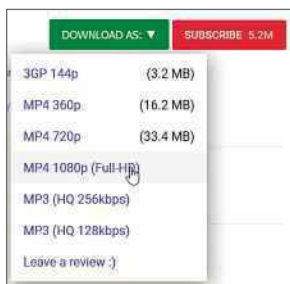 DOWNLOAD AS: ▼ SUBSCRIBE 5.2M
3GP 144p (3.2 MB)
MP4 360p (16.2 MB)
MP4 720p (33.4 MB)
MP4 1080p (Full-HD)
MP3 (HQ 256kbps)
MP3 (HQ 128kbps)
Leave a review :)